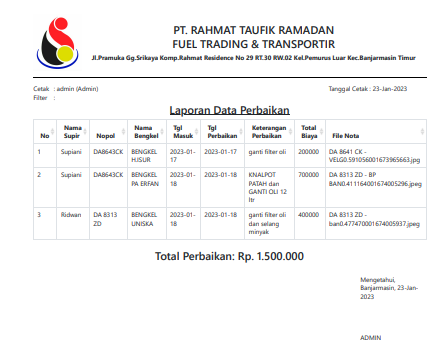 PT. RAHMAT TAUFIK RAMADAN
FUEL TRADING & TRANSPORTIR
Jl.Pramuka Gg.Srikaya Komp.Rahmat Residence No 29 RT.30 RW.02 Kel.Pemurus Luar Kec.Banjarmasin Timur
Cetak : admin (Admin) Tanggal Cetak : 23-Jan-2023
Filter :
Laporan Data Perbaikan
No Nama Supir Nopol Nama Bengkel Tgl Masuk Tgl Perbaikan Keterangan Perbaikan Total Biaya File Nota
1 Supiani DA8643CK BENGKEL HJSUR 2023-01-17 2023-01-17 ganti filter oli 200000 DA 8641 CK - VELG0.591056001673965663.jpg
2 Supiani DA8643CK BENGKEL PA ERFAN 2023-01-18 2023-01-18 KNALPOT PATAH dan GANTI OLI 12 ltr 700000 DA 8313 ZD - BP BAN0.411164001674005296.jpeg
3 Ridwan DA 8313 ZD BENGKEL UNISKA 2023-01-18 2023-01-18 ganti filter oli dan selang minyak 400000 DA 8313 ZD - ban0.477470001674005937.jpeg
Total Perbaikan: Rp. 1.500.000
Mengetahui,
Banjarmasin, 23-Jan-
2023
ADMIN